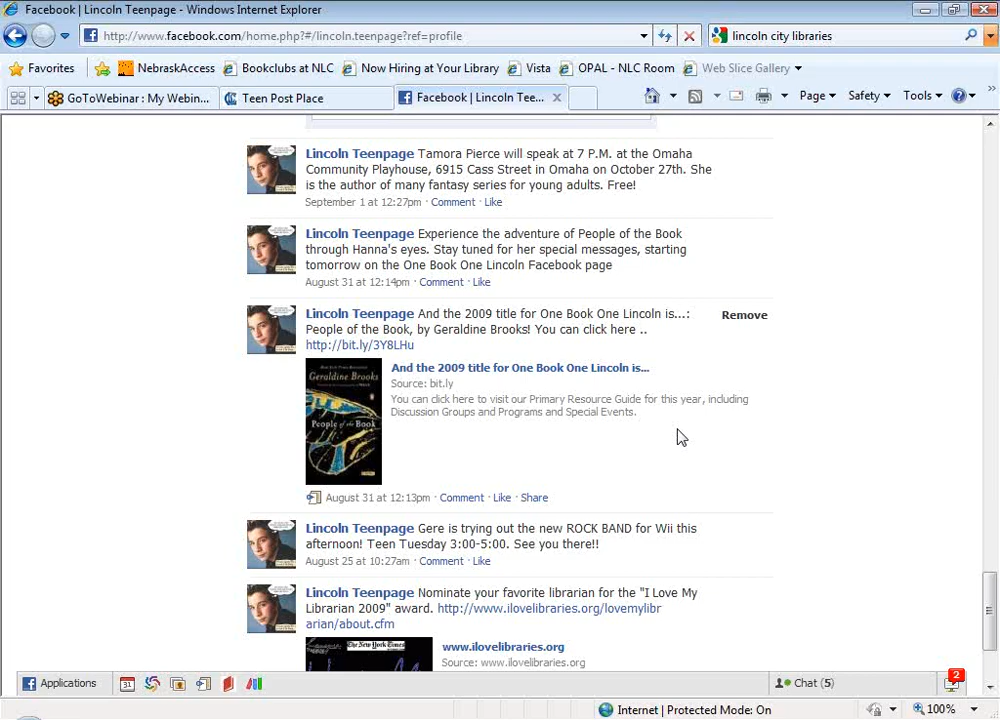 Facebook | Lincoln Teenpage - Windows Internet Explorer
http://www.facebook.com/home.php?#/lincoln.teenpage?ref=profile
lincoln city libraries
Favorites NebraskAccess Bookclubs at NLC Now Hiring at Your Library Vista OPAL - NLC Room Web Slice Gallery
GoToWebinar : My Webin... Teen Post Place Facebook | Lincoln Tee... Page Safety Tools
Lincoln Teenpage Tamora Pierce will speak at 7 P.M. at the Omaha
Community Playhouse, 6915 Cass Street in Omaha on October 27th. She
is the author of many fantasy series for young adults. Free!
September 1 at 12:27pm · Comment · Like
Lincoln Teenpage Experience the adventure of People of the Book
through Hanna's eyes. Stay tuned for her special messages, starting
tomorrow on the One Book One Lincoln Facebook page
August 31 at 12:14pm · Comment · Like
Lincoln Teenpage And the 2009 title for One Book One Lincoln is...:
People of the Book, by Geraldine Brooks! You can click here ..
http://bit.ly/3Y8LHu
Remove
Geraldine Brooks
People of the Book
And the 2009 title for One Book One Lincoln is...
Source: bit.ly
You can click here to visit our Primary Resource Guide for this year, including
Discussion Groups and Programs and Special Events.
August 31 at 12:13pm · Comment · Like · Share
Lincoln Teenpage Gere is trying out the new ROCK BAND for Wii this
afternoon! Teen Tuesday 3:00-5:00. See you there!!
August 25 at 10:27am · Comment · Like
Lincoln Teenpage Nominate your favorite librarian for the "I Love My
Librarian 2009" award. http://www.ilovelibraries.org/lovemylibr
arian/about.cfm
The New York Times
www.ilovelibraries.org
Source: www.ilovelibraries.org
Applications
Chat (5)
2
Internet | Protected Mode: On
100%